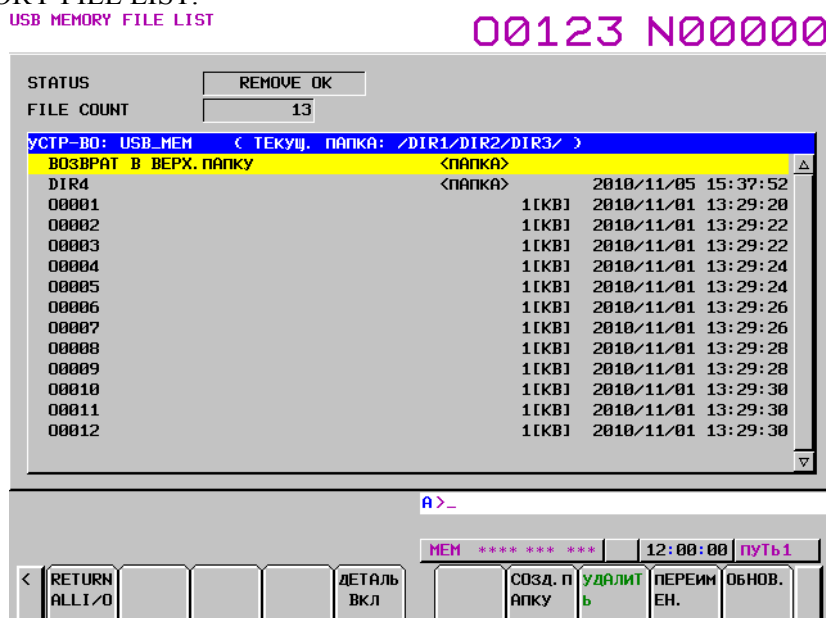 USB MEMORY FILE LIST
O0123 N00000
STATUS REMOVE OK
FILE COUNT 13
УСТР-ВО: USB_MEM ( ТЕКУЩ. ПАПКА: /DIR1/DIR2/DIR3/ )
ВОЗВРАТ В ВЕРХ.ПАПКУ <ПАПКА>
DIR4 <ПАПКА> 2010/11/05 15:37:52
O0001 1[KB] 2010/11/01 13:29:20
O0002 1[KB] 2010/11/01 13:29:22
O0003 1[KB] 2010/11/01 13:29:22
O0004 1[KB] 2010/11/01 13:29:24
O0005 1[KB] 2010/11/01 13:29:24
O0006 1[KB] 2010/11/01 13:29:26
O0007 1[KB] 2010/11/01 13:29:26
O0008 1[KB] 2010/11/01 13:29:28
O0009 1[KB] 2010/11/01 13:29:28
O0010 1[KB] 2010/11/01 13:29:30
O0011 1[KB] 2010/11/01 13:29:30
O0012 1[KB] 2010/11/01 13:29:30
A>_
MEM **** *** *** 12:00:00 ПУТЬ1
< RETURN ДЕТАЛЬ СОЗД.П УДАЛИТ ПЕРЕИМ ОБНОВ.
ALLI/O ВКЛ АПКУ Ь ЕН.